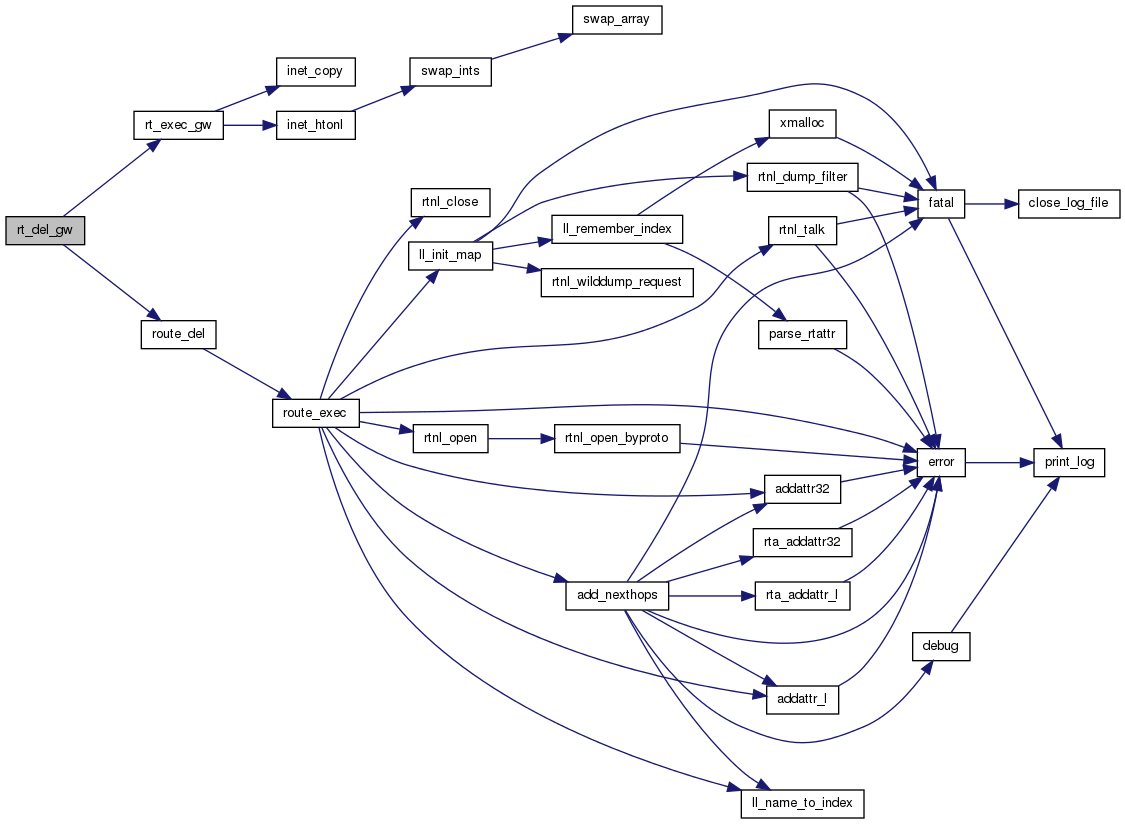 swap_array
inet_copy
swap_ints
rt_exec_gw
inet_htonl
xmalloc
rtnl_dump_filter
rtnl_close
fatal
close_log_file
rt_del_gw
ll_remember_index
rtnl_talk
ll_init_map
rtnl_wilddump_request
route_del
parse_rtattr
route_exec
rtnl_open
rtnl_open_byproto
error
print_log
addattr32
rta_addattr32
add_nexthops
rta_addattr_l
debug
addattr_l
ll_name_to_index